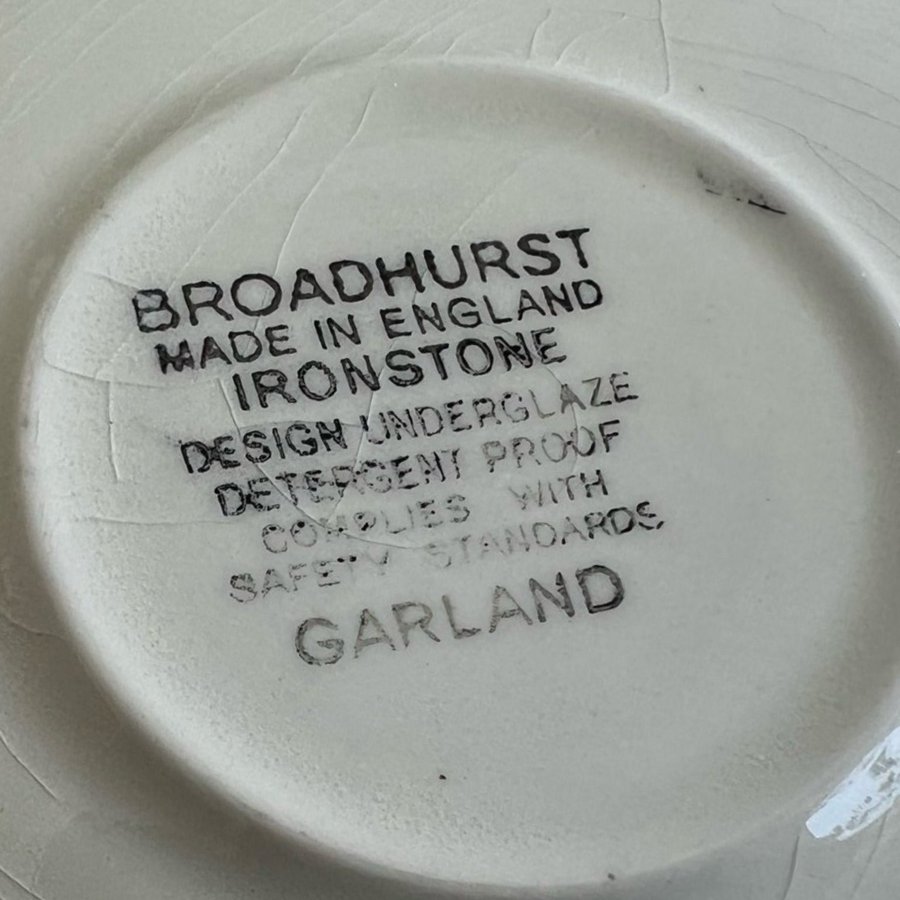 BROADHURST
MADE IN ENGLAND
IRONSTONE
DESIGN UNDERGLAZE
DETERGENT PROOF
COMPLIES WITH
SAFETY STANDARDS
GARLAND